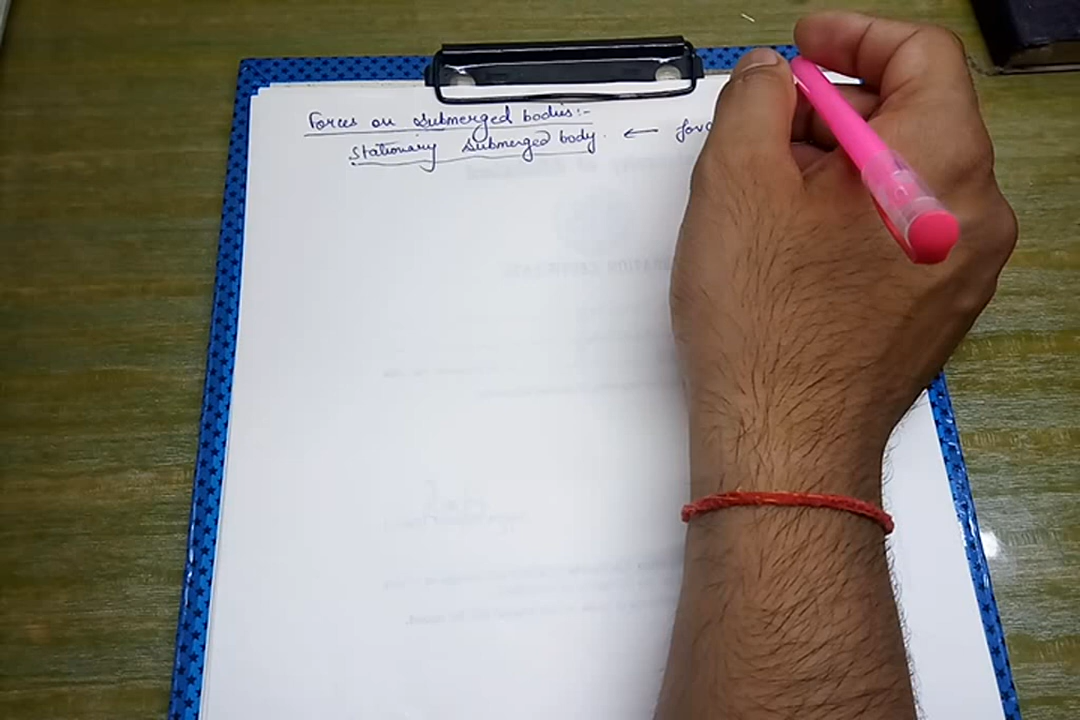 Forces on submerged bodies:-
Stationary submerged body. ←